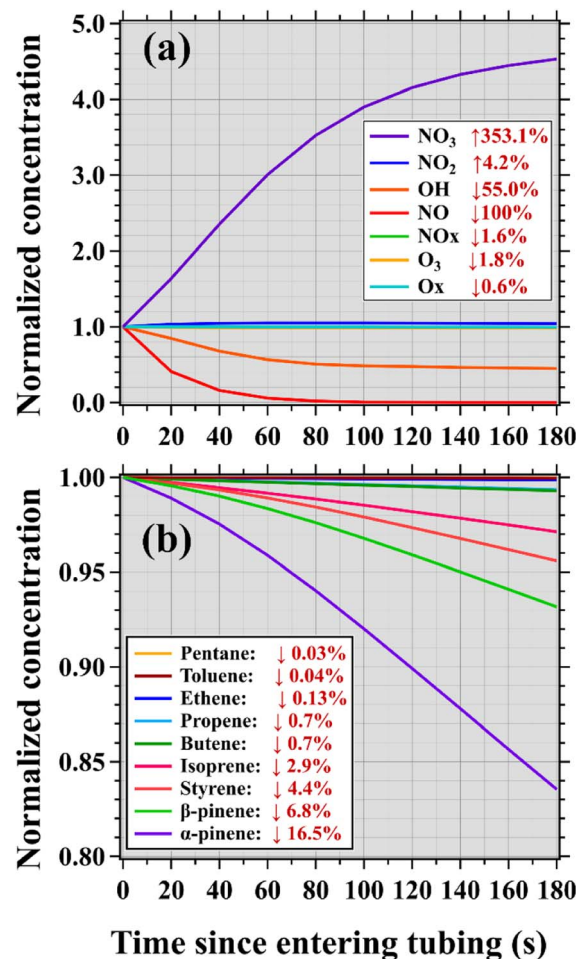 5.0
4.0
3.0
2.0
1.0
0.0
Normalized concentration
(a)
NO₃ ↑353.1%
NO₂ ↑4.2%
OH ↓55.0%
NO ↓100%
NOx ↓1.6%
O₃ ↓1.8%
Ox ↓0.6%
0 20 40 60 80 100 120 140 160 180
1.00
0.95
0.90
0.85
0.80
Normalized concentration
(b)
Pentane: ↓ 0.03%
Toluene: ↓ 0.04%
Ethene: ↓ 0.13%
Propene: ↓ 0.7%
Butene: ↓ 0.7%
Isoprene: ↓ 2.9%
Styrene: ↓ 4.4%
β-pinene: ↓ 6.8%
α-pinene: ↓ 16.5%
0 20 40 60 80 100 120 140 160 180
Time since entering tubing (s)